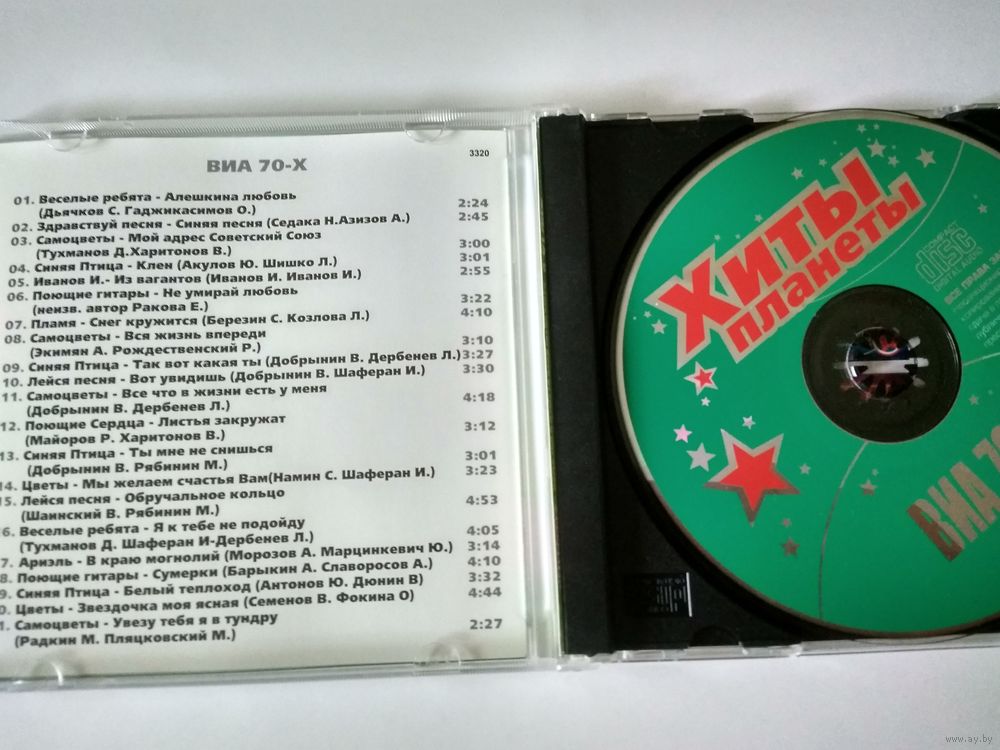 ВИА 70-Х
3320
01. Веселые ребята - Алешкина любовь
(Дьячков С. Гаджикасимов О.) 2:24
02. Здравствуй песня - Синяя песня (Седака Н.Азизов А.) 2:45
03. Самоцветы - Мой адрес Советский Союз
(Тухманов Д.Харитонов В.) 3:00
04. Синяя Птица - Клен (Акулов Ю. Шишко Л.) 3:01
05. Иванов И.- Из вагантов (Иванов И. Иванов И.) 2:55
06. Поющие гитары - Не умирай любовь
(неизв. автор Ракова Е.) 3:22
07. Пламя - Снег кружится (Березин С. Козлова Л.) 4:10
08. Самоцветы - Вся жизнь впереди
(Экимян А. Рождественский Р.) 3:10
09. Синяя Птица - Так вот какая ты (Добрынин В. Дербенев Л.) 3:27
10. Лейся песня - Вот увидишь (Добрынин В. Шаферан И.) 3:30
11. Самоцветы - Все что в жизни есть у меня
(Добрынин В. Дербенев Л.) 4:18
12. Поющие Сердца - Листья закружат
(Майоров Р. Харитонов В.) 3:12
13. Синяя Птица - Ты мне не снишься
(Добрынин В. Рябинин М.) 3:01
14. Цветы - Мы желаем счастья Вам(Намин С. Шаферан И.) 3:23
15. Лейся песня - Обручальное кольцо
(Шаинский В. Рябинин М.) 4:53
6. Веселые ребята - Я к тебе не подойду
(Тухманов Д. Шаферан И-Дербенев Л.) 4:05
7. Ариэль - В краю могнолий (Морозов А. Марцинкевич Ю.) 3:14
8. Поющие гитары - Сумерки (Барыкин А. Славоросов А.) 4:10
9. Синяя Птица - Белый теплоход (Антонов Ю. Дюнин В) 3:32
0. Цветы - Звездочка моя ясная (Семенов В. Фокина О) 4:44
1. Самоцветы - Увезу тебя я в тундру
(Радкин М. Пляцковский М.) 2:27
Хиты
планеты
COMPACT
disc
DIGITAL AUDIO
ВСЕ ПРАВА ЗА
ВИА 70
www.ay.by